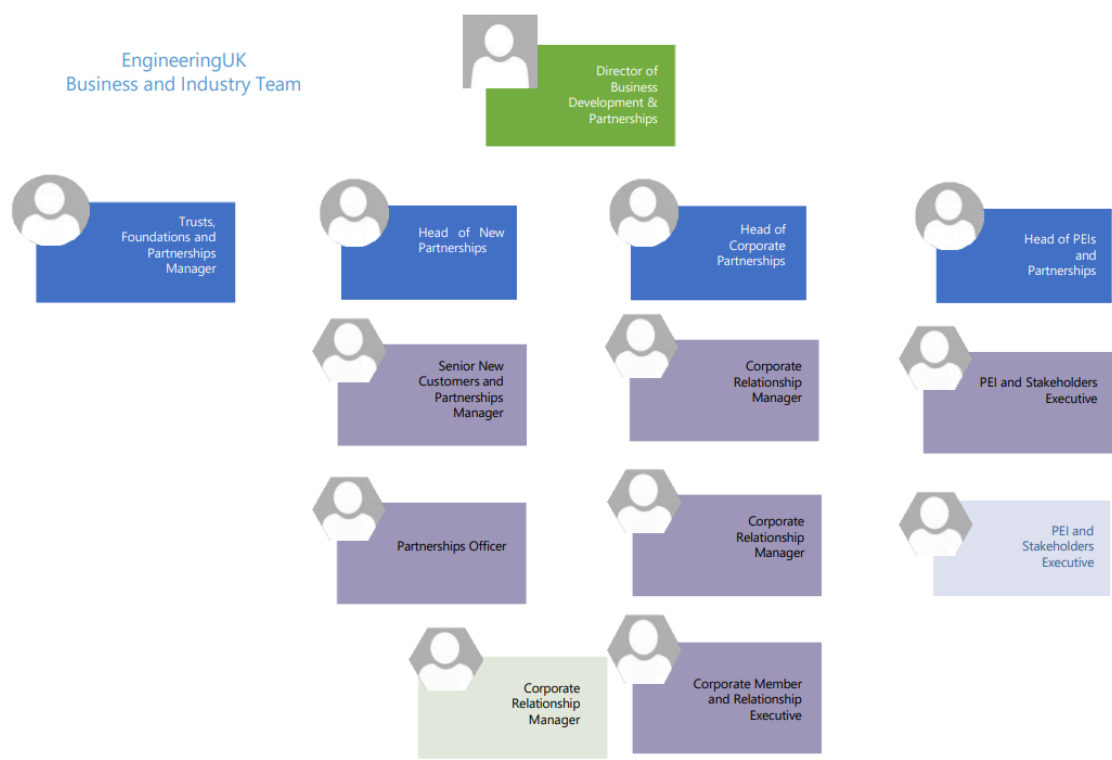 EngineeringUK
Business and Industry Team
Director of
Business
Development &
Partnerships
Trusts,
Foundations and
Partnerships
Manager
Head of New
Partnerships
Head of
Corporate
Partnerships
Head of PEIs
and
Partnerships
Senior New
Customers and
Partnerships
Manager
Corporate
Relationship
Manager
PEI and Stakeholders
Executive
Partnerships Officer
Corporate
Relationship
Manager
PEI and
Stakeholders
Executive
Corporate
Relationship
Manager
Corporate Member
and Relationship
Executive